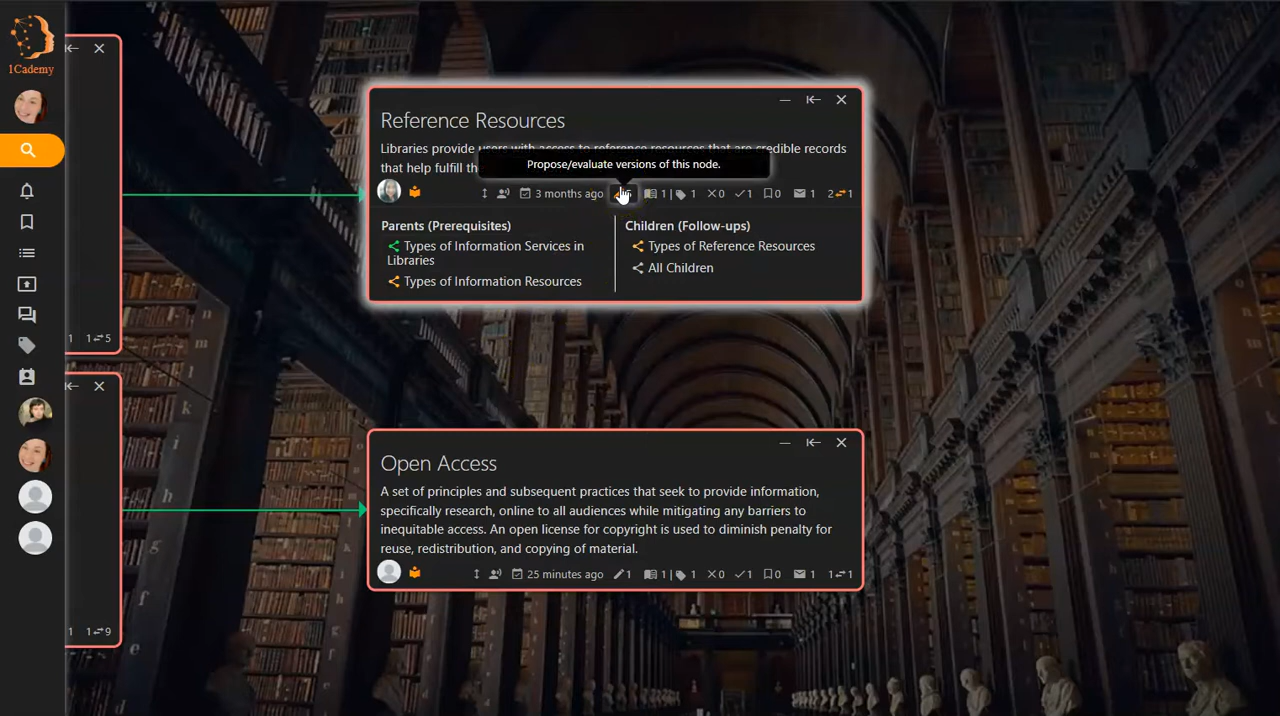 1Cademy
Reference Resources
Libraries provide users with access to reference resources that are credible records
that help fulfill th
Propose/evaluate versions of this node.
3 months ago
1 | 1
0
1
0
1
2 1
Parents (Prerequisites)
Types of Information Services in
Libraries
Types of Information Resources
Children (Follow-ups)
Types of Reference Resources
All Children
1 5
Open Access
A set of principles and subsequent practices that seek to provide information,
specifically research, online to all audiences while mitigating any barriers to
inequitable access. An open license for copyright is used to diminish penalty for
reuse, redistribution, and copying of material.
25 minutes ago
1
1 | 1
0
1
0
1
1 1
1 9
n
m
l
k
k
i
i
h
g
f
f
e